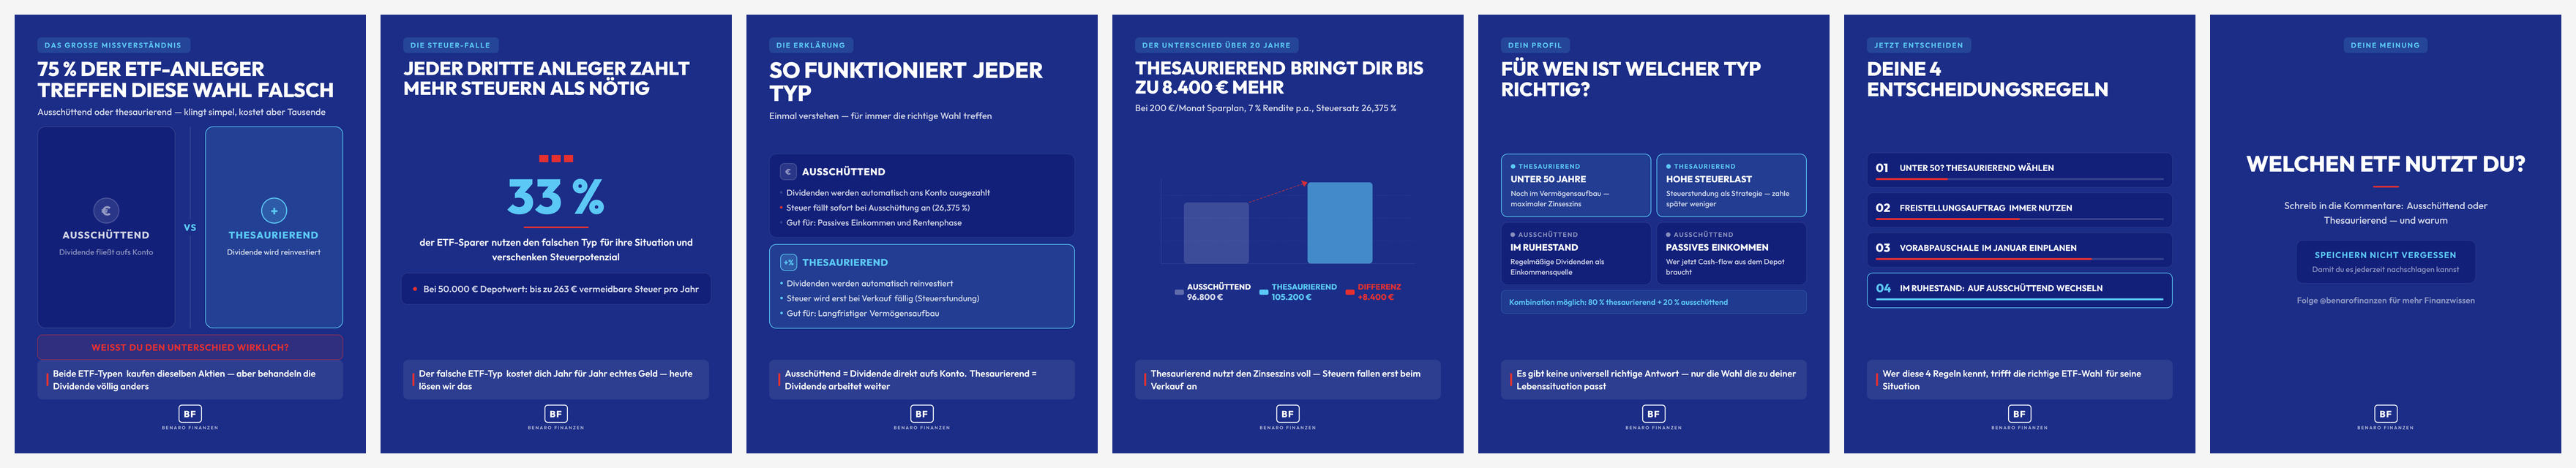 DAS GROSSE MISSVERSTÄNDNIS
75 % DER ETF-ANLEGER
TREFFEN DIESE WAHL FALSCH
Ausschüttend oder thesaurierend — klingt simpel, kostet aber Tausende
€
AUSSCHÜTTEND
Dividende fließt aufs Konto
VS
+
THESAURIEREND
Dividende wird reinvestiert
WEISST DU DEN UNTERSCHIED WIRKLICH?
Beide ETF-Typen kaufen dieselben Aktien — aber behandeln die
Dividende völlig anders
BF
BENARO FINANZEN
DIE STEUER-FALLE
JEDER DRITTE ANLEGER ZAHLT
MEHR STEUERN ALS NÖTIG
33 %
der ETF-Sparer nutzen den falschen Typ für ihre Situation und
verschenken Steuerpotenzial
Bei 50.000 € Depotwert: bis zu 263 € vermeidbare Steuer pro Jahr
Der falsche ETF-Typ kostet dich Jahr für Jahr echtes Geld — heute
lösen wir das
BF
BENARO FINANZEN
DIE ERKLÄRUNG
SO FUNKTIONIERT JEDER
TYP
Einmal verstehen — für immer die richtige Wahl treffen
€ AUSSCHÜTTEND
Dividenden werden automatisch ans Konto ausgezahlt
Steuer fällt sofort bei Ausschüttung an (26,375 %)
Gut für: Passives Einkommen und Rentenphase
+% THESAURIEREND
Dividenden werden automatisch reinvestiert
Steuer wird erst bei Verkauf fällig (Steuerstundung)
Gut für: Langfristiger Vermögensaufbau
Ausschüttend = Dividende direkt aufs Konto. Thesaurierend =
Dividende arbeitet weiter
BF
BENARO FINANZEN
DER UNTERSCHIED ÜBER 20 JAHRE
THESAURIEREND BRINGT DIR BIS
ZU 8.400 € MEHR
Bei 200 €/Monat Sparplan, 7 % Rendite p.a., Steuersatz 26,375 %
AUSSCHÜTTEND
96.800 €
THESAURIEREND
105.200 €
DIFFERENZ
+8.400 €
Thesaurierend nutzt den Zinseszins voll — Steuern fallen erst beim
Verkauf an
BF
BENARO FINANZEN
DEIN PROFIL
FÜR WEN IST WELCHER TYP
RICHTIG?
THESAURIEREND
UNTER 50 JAHRE
Noch im Vermögensaufbau —
maximaler Zinseszins
THESAURIEREND
HOHE STEUERLAST
Steuerstundung als Strategie — zahle
später weniger
AUSSCHÜTTEND
IM RUHESTAND
Regelmäßige Dividenden als
Einkommensquelle
AUSSCHÜTTEND
PASSIVES EINKOMMEN
Wer jetzt Cash-flow aus dem Depot
braucht
Kombination möglich: 80 % thesaurierend + 20 % ausschüttend
Es gibt keine universell richtige Antwort — nur die Wahl die zu deiner
Lebenssituation passt
BF
BENARO FINANZEN
JETZT ENTSCHEIDEN
DEINE 4
ENTSCHEIDUNGSREGELN
01 UNTER 50? THESAURIEREND WÄHLEN
02 FREISTELLUNGSAUFTRAG IMMER NUTZEN
03 VORABPAUSCHALE IM JANUAR EINPLANEN
04 IM RUHESTAND: AUF AUSSCHÜTTEND WECHSELN
Wer diese 4 Regeln kennt, trifft die richtige ETF-Wahl für seine
Situation
BF
BENARO FINANZEN
DEINE MEINUNG
WELCHEN ETF NUTZT DU?
Schreib in die Kommentare: Ausschüttend oder
Thesaurierend — und warum
SPEICHERN NICHT VERGESSEN
Damit du es jederzeit nachschlagen kannst
Folge @benarofinanzen für mehr Finanzwissen
BF
BENARO FINANZEN